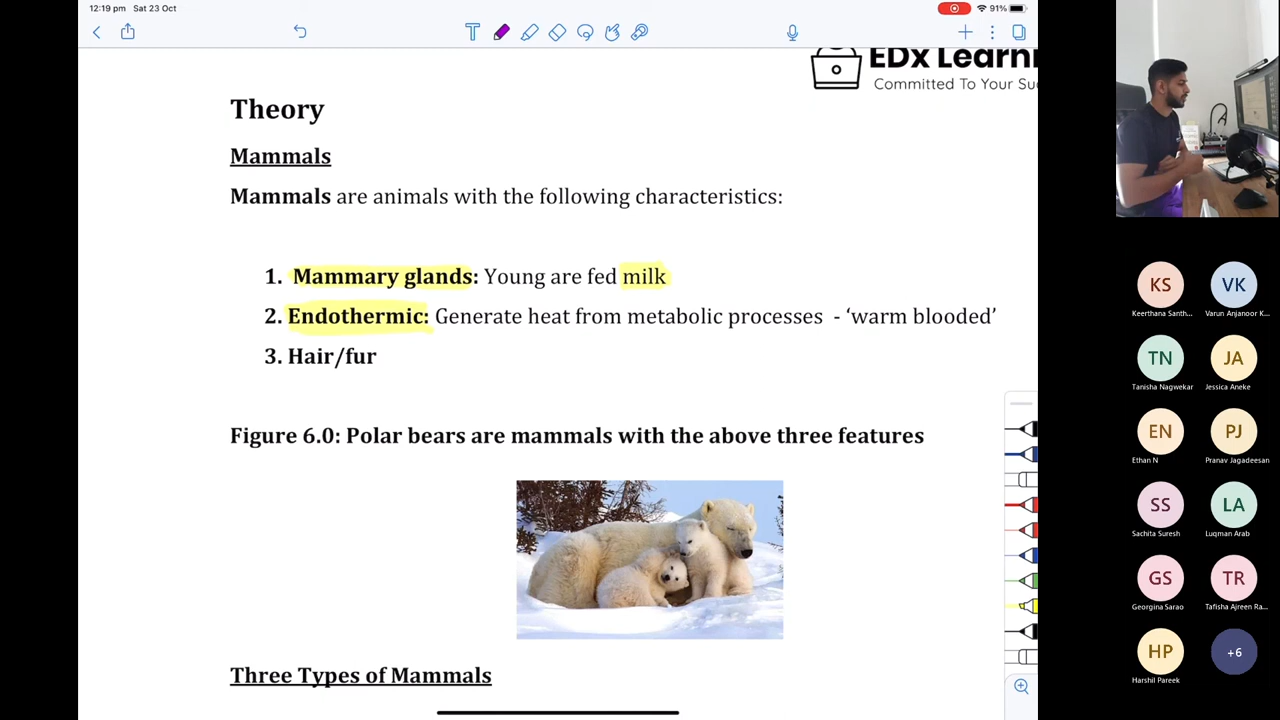 12:19 pm Sat 23 Oct
91%
T
EDx Learni
Committed To Your Su
Theory
Mammals
Mammals are animals with the following characteristics:
1. Mammary glands: Young are fed milk
2. Endothermic: Generate heat from metabolic processes - ‘warm blooded’
3. Hair/fur
Figure 6.0: Polar bears are mammals with the above three features
Three Types of Mammals
KS VK
Keerthana Santh... Varun Anjanoor K...
TN JA
Tanisha Nagwekar Jessica Aneke
EN PJ
Ethan N Pranav Jagadeesan
SS LA
Sachita Suresh Luqman Arab
GS TR
Georgina Sarao Tafisha Ajreen Ra...
HP +6
Harshil Pareek